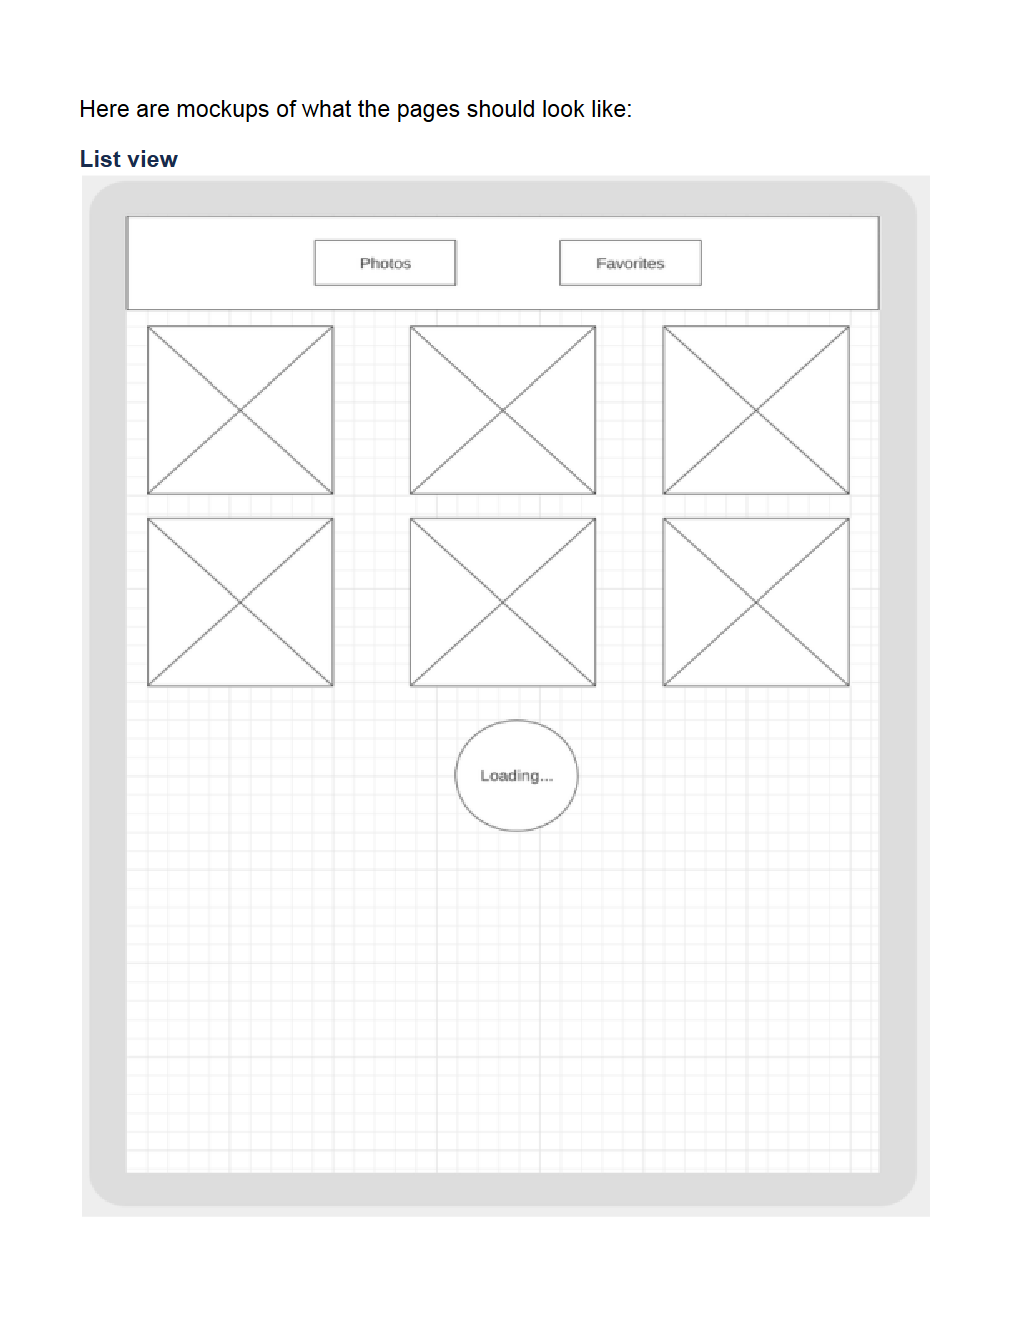 Here are mockups of what the pages should look like:
List view
Photos Favorites
Loading...